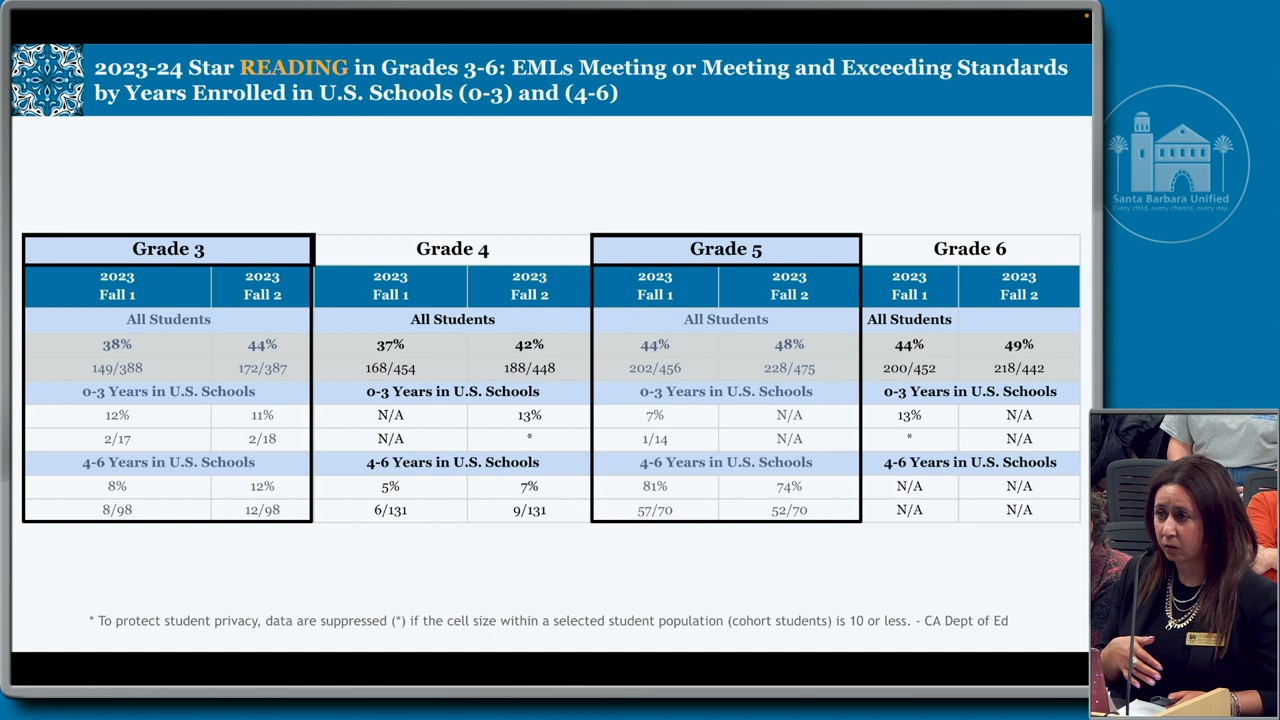 2023-24 Star READING in Grades 3-6: EMLs Meeting or Meeting and Exceeding Standards
by Years Enrolled in U.S. Schools (0-3) and (4-6)
Santa Barbara Unified
Every child, every chance, every day.
Grade 3 Grade 4 Grade 5 Grade 6
2023 2023 2023 2023 2023 2023 2023 2023
Fall 1 Fall 2 Fall 1 Fall 2 Fall 1 Fall 2 Fall 1 Fall 2
All Students All Students All Students All Students
38% 44% 37% 42% 44% 48% 44% 49%
149/388 172/387 168/454 188/448 202/456 228/475 200/452 218/442
0-3 Years in U.S. Schools 0-3 Years in U.S. Schools 0-3 Years in U.S. Schools 0-3 Years in U.S. Schools
12% 11% N/A 13% 7% N/A 13% N/A
2/17 2/18 N/A * 1/14 N/A * N/A
4-6 Years in U.S. Schools 4-6 Years in U.S. Schools 4-6 Years in U.S. Schools 4-6 Years in U.S. Schools
8% 12% 5% 7% 81% 74% N/A N/A
8/98 12/98 6/131 9/131 57/70 52/70 N/A N/A
* To protect student privacy, data are suppressed (*) if the cell size within a selected student population (cohort students) is 10 or less. - CA Dept of Ed